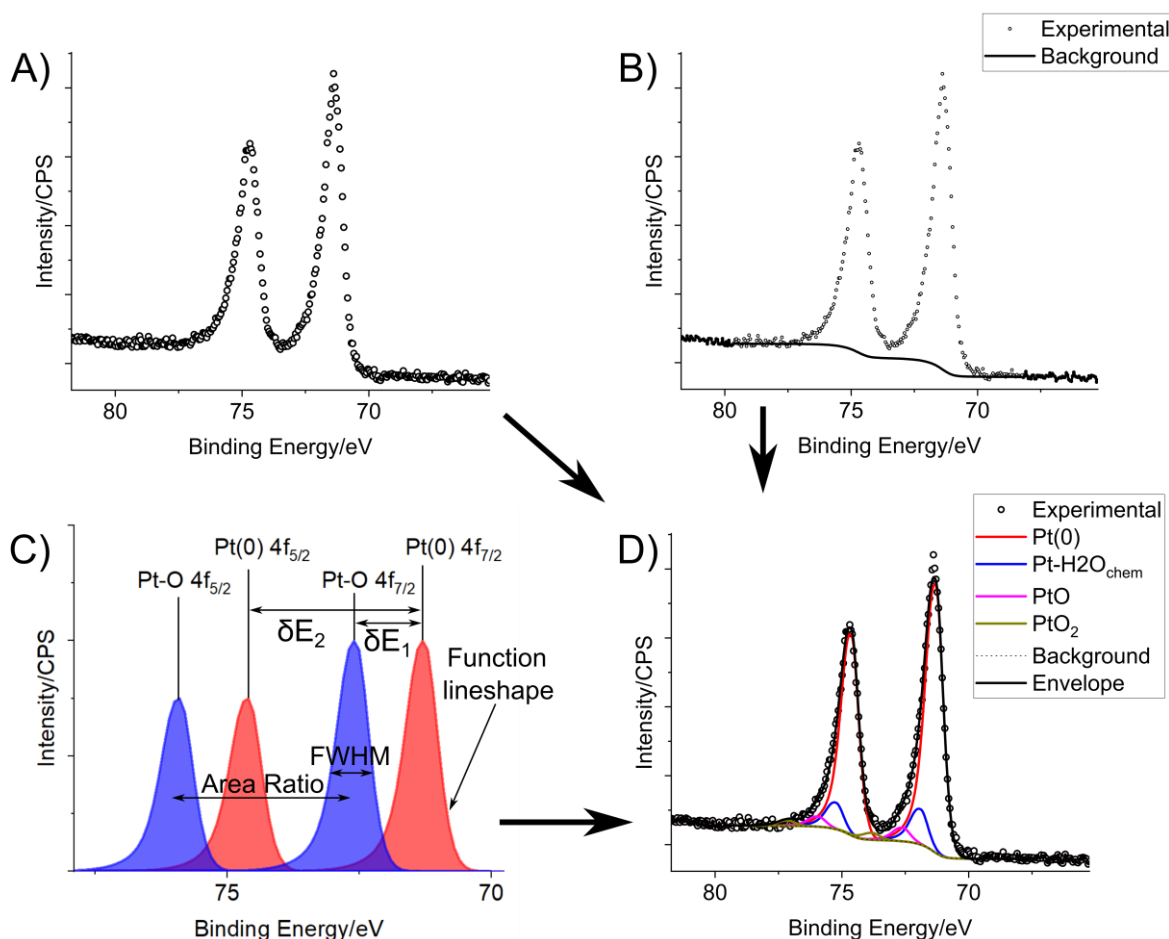 A)
Intensity/CPS
80
75
70
Binding Energy/eV
B)
Experimental
Background
Intensity/CPS
80
75
70
Binding Energy/eV
C)
Pt(0) 4f5/2
Pt(0) 4f7/2
Pt-O 4f5/2
Pt-O 4f7/2
δE2
δE1
Function
lineshape
FWHM
Area Ratio
Intensity/CPS
75
70
Binding Energy/eV
D)
Experimental
Pt(0)
Pt-H2Ochem
PtO
PtO2
Background
Envelope
Intensity/CPS
80
75
70
Binding Energy/eV